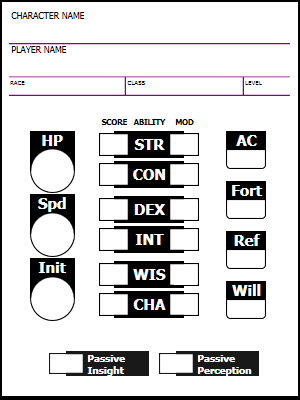 CHARACTER NAME
PLAYER NAME
RACE CLASS LEVEL
SCORE ABILITY MOD
HP STR AC
CON
Spd DEX Fort
INT Ref
Init WIS
CHA Will
Passive Insight Passive Perception